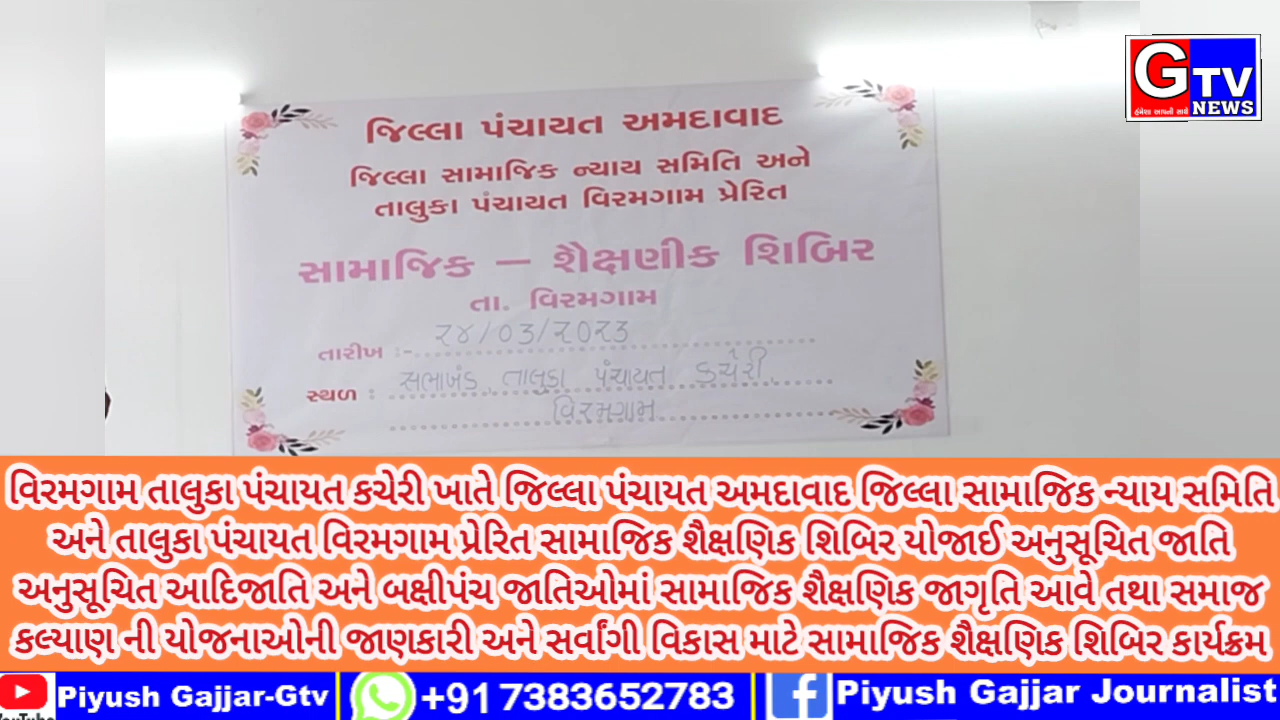 GTV
NEWS
હંમેશા આપની સાથે
જિલ્લા પંચાયત અમદાવાદ
જિલ્લા સામાજિક ન્યાય સમિતિ અને
તાલુકા પંચાયત વિરમગામ પ્રેરિત
સામાજિક – શૈક્ષણીક શિબિર
તા. વિરમગામ
તારીખ :- ૨૪/૦૩/૨૦૨૩
સ્થળ : સભાખંડ, તાલુકા પંચાયત કચેરી,
વિરમગામ
વિરમગામ તાલુકા પંચાયત કચેરી ખાતે જિલ્લા પંચાયત અમદાવાદ જિલ્લા સામાજિક ન્યાય સમિતિ
અને તાલુકા પંચાયત વિરમગામ પ્રેરિત સામાજિક શૈક્ષણિક શિબિર યોજાઈ અનુસૂચિત જાતિ
અનુસૂચિત આદિજાતિ અને બક્ષીપંચ જાતિઓમાં સામાજિક શૈક્ષણિક જાગૃતિ આવે તથા સમાજ
કલ્યાણ ની યોજનાઓની જાણકારી અને સર્વાંગી વિકાસ માટે સામાજિક શૈક્ષણિક શિબિર કાર્યક્રમ
Piyush Gajjar-Gtv
+91 7383652783
Piyush Gajjar Journalist
YouTube